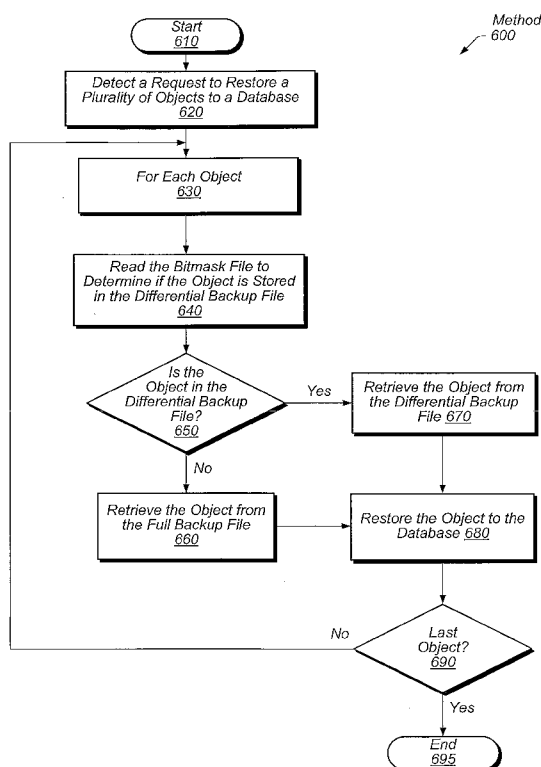 Method
600
Start
610
Detect a Request to Restore a
Plurality of Objects to a Database
620
For Each Object
630
Read the Bitmask File to
Determine if the Object is Stored
in the Differential Backup File
640
Is the
Object in the
Differential Backup
File?
650
Yes
Retrieve the Object from
the Differential Backup
File 670
No
Retrieve the Object from
the Full Backup File
660
Restore the Object to the
Database 680
No
Last
Object?
690
Yes
End
695